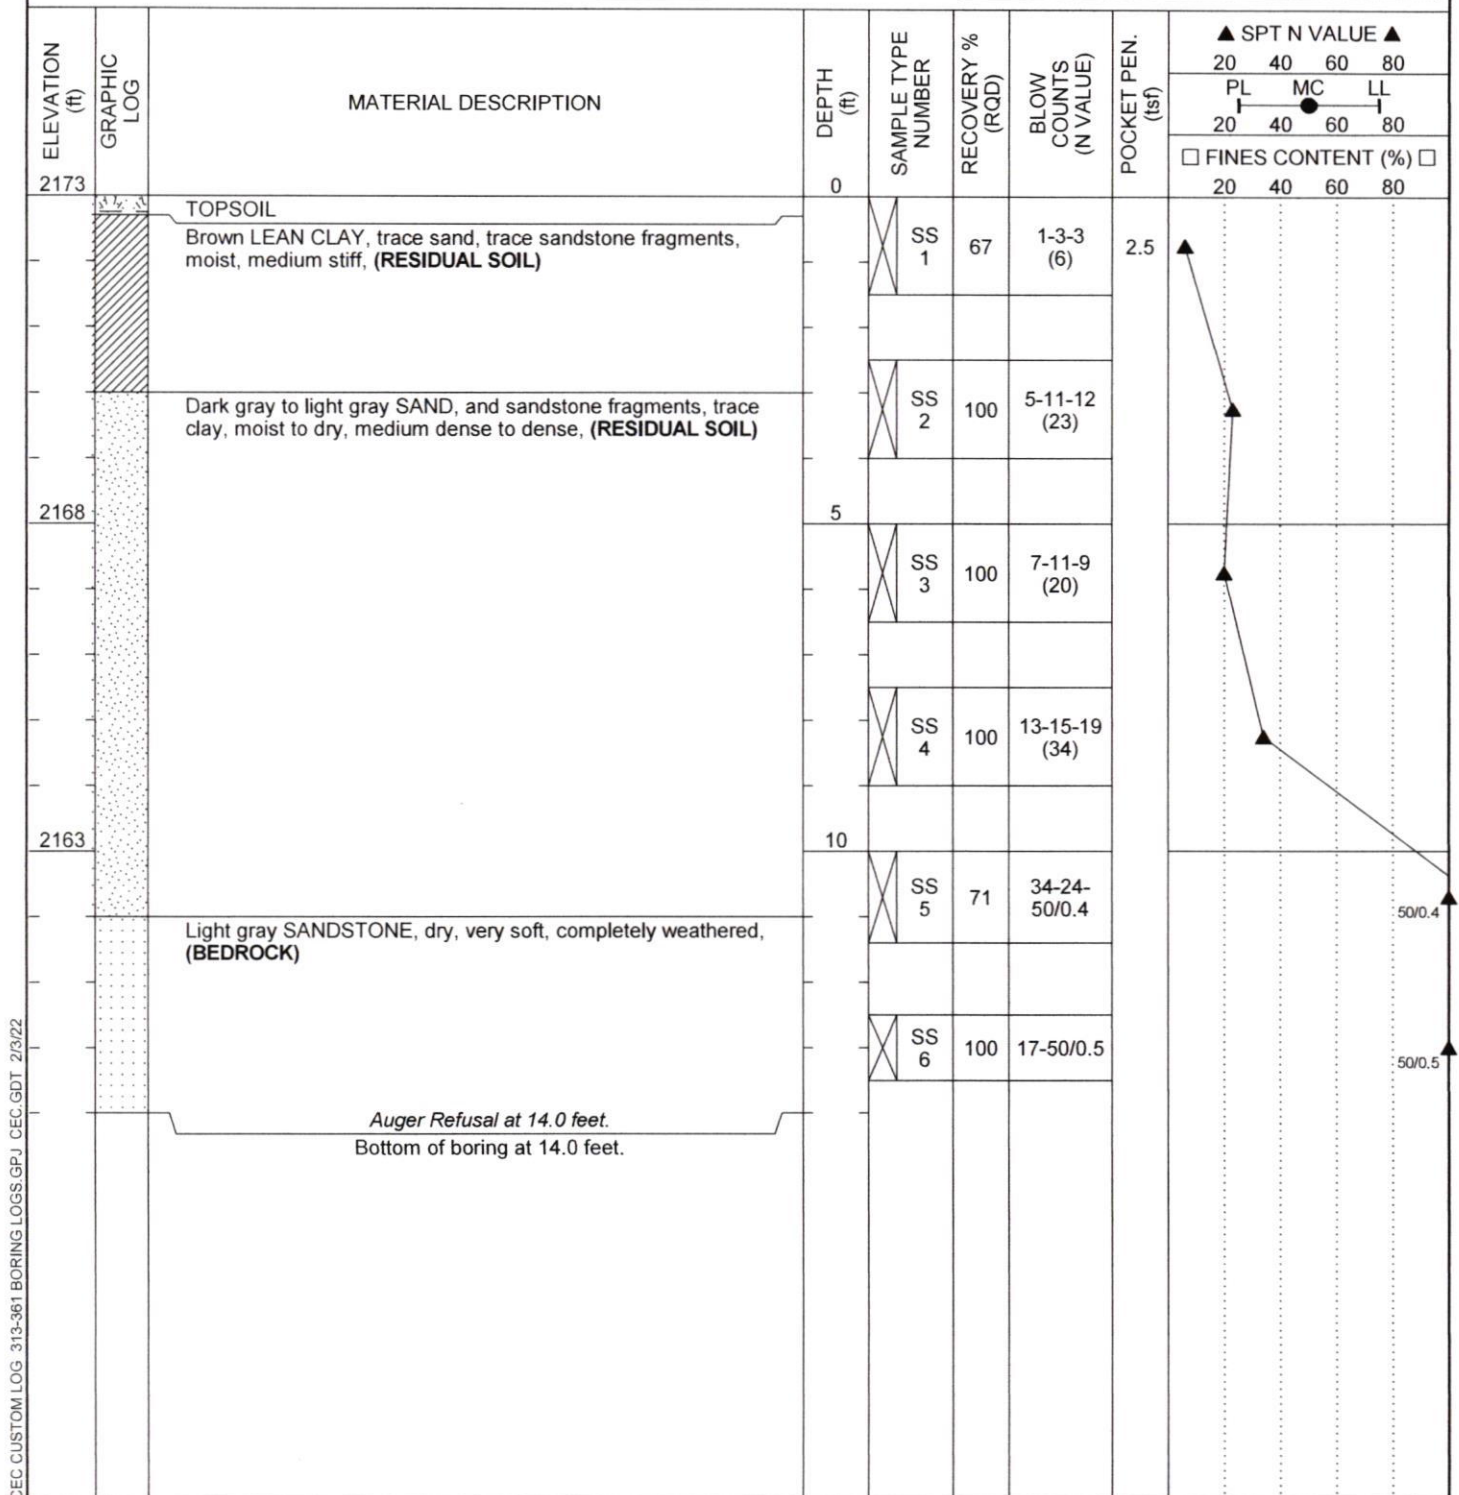 ELEVATION
(ft)
GRAPHIC
LOG
MATERIAL DESCRIPTION
DEPTH
(ft)
SAMPLE TYPE
NUMBER
RECOVERY %
(RQD)
BLOW
COUNTS
(N VALUE)
POCKET PEN.
(tsf)
▲ SPT N VALUE ▲
20 40 60 80
PL MC LL
20 40 60 80
□ FINES CONTENT (%) □
20 40 60 80
2173
0
TOPSOIL
Brown LEAN CLAY, trace sand, trace sandstone fragments,
moist, medium stiff, (RESIDUAL SOIL)
SS
1
67
1-3-3
(6)
2.5
Dark gray to light gray SAND, and sandstone fragments, trace
clay, moist to dry, medium dense to dense, (RESIDUAL SOIL)
SS
2
100
5-11-12
(23)
2168
5
SS
3
100
7-11-9
(20)
SS
4
100
13-15-19
(34)
2163
10
SS
5
71
34-24-
50/0.4
50/0.4
Light gray SANDSTONE, dry, very soft, completely weathered,
(BEDROCK)
SS
6
100
17-50/0.5
50/0.5
Auger Refusal at 14.0 feet.
Bottom of boring at 14.0 feet.
CEC CUSTOM LOG 313-361 BORING LOGS.GPJ CEC.GDT 2/3/22